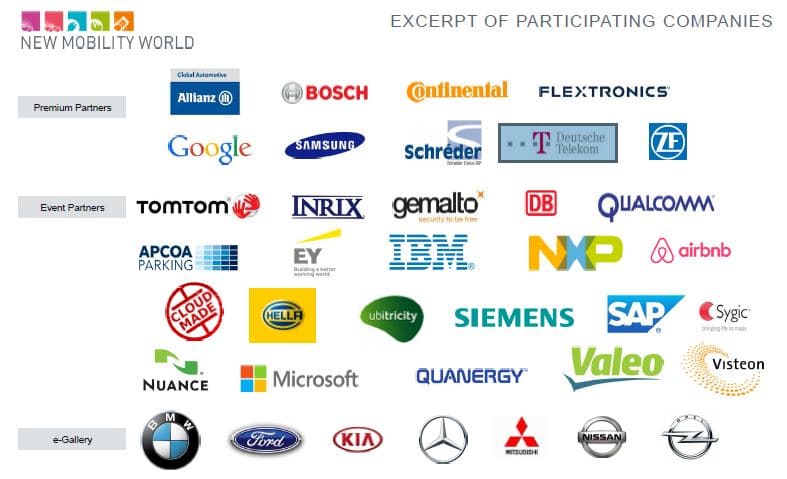 NEW MOBILITY WORLD
EXCERPT OF PARTICIPATING COMPANIES
Premium Partners
Global Automotive
Allianz
BOSCH
Continental
FLEXTRONICS
Google
SAMSUNG
Schréder
T
Deutsche
Telekom
ZF
Event Partners
TOMTOM
INRIX
gemalto
security to be free
DB
QUALCOMM
APCOA
PARKING
EY
Building a better
working world
IBM
NXP
airbnb
CLOUD
MADE
HELLA
ubitricity
SIEMENS
SAP
Sygic
bringing life to maps
NUANCE
Microsoft
QUANERGY
Valeo
Visteon
e-Gallery
BMW
Ford
KIA
MITSUBISHI
NISSAN